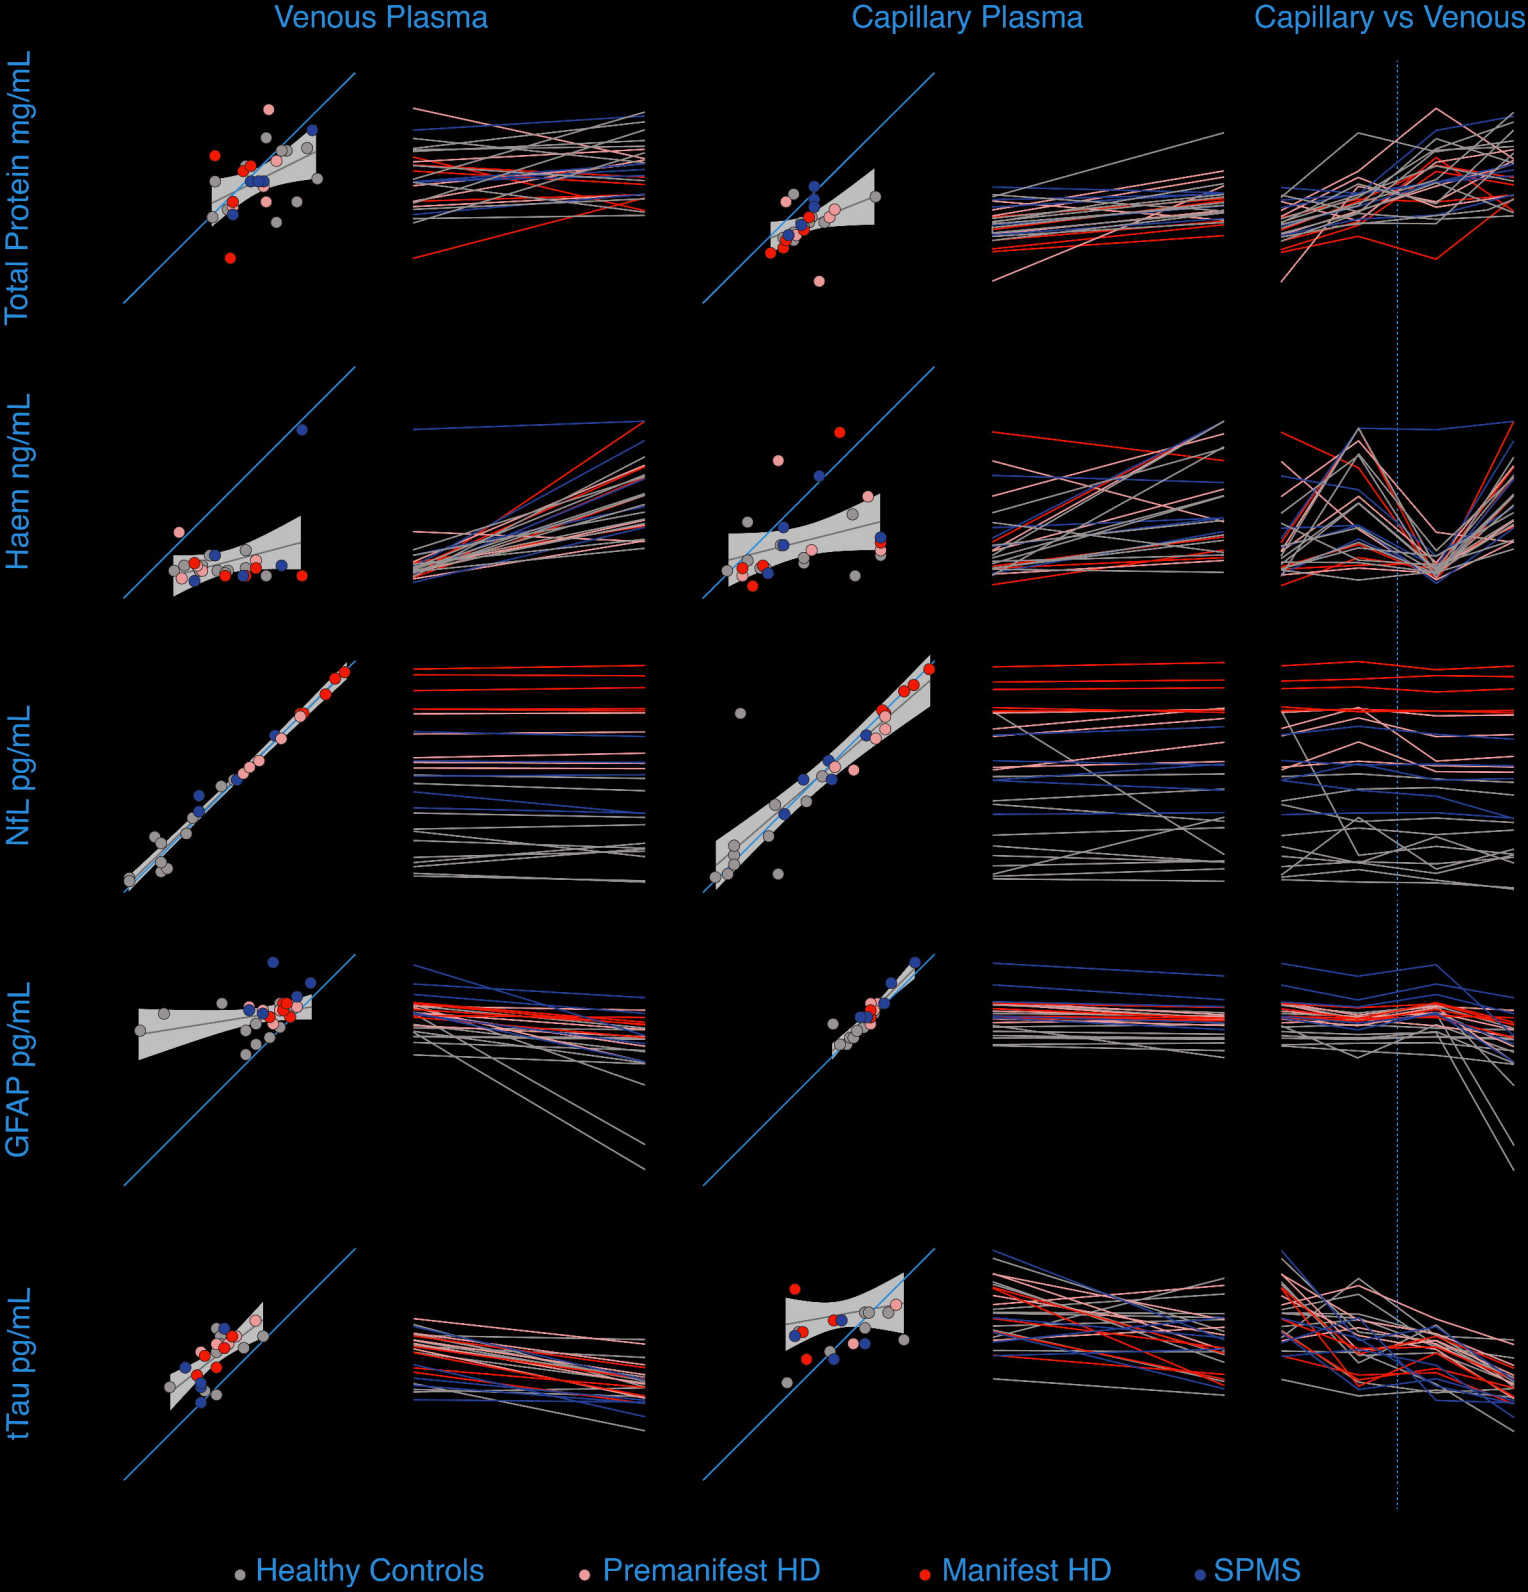 Venous Plasma
Capillary Plasma
Capillary vs Venous
Total Protein mg/mL
Haem ng/mL
NfL pg/mL
GFAP pg/mL
tTau pg/mL
Healthy Controls
Premanifest HD
Manifest HD
SPMS